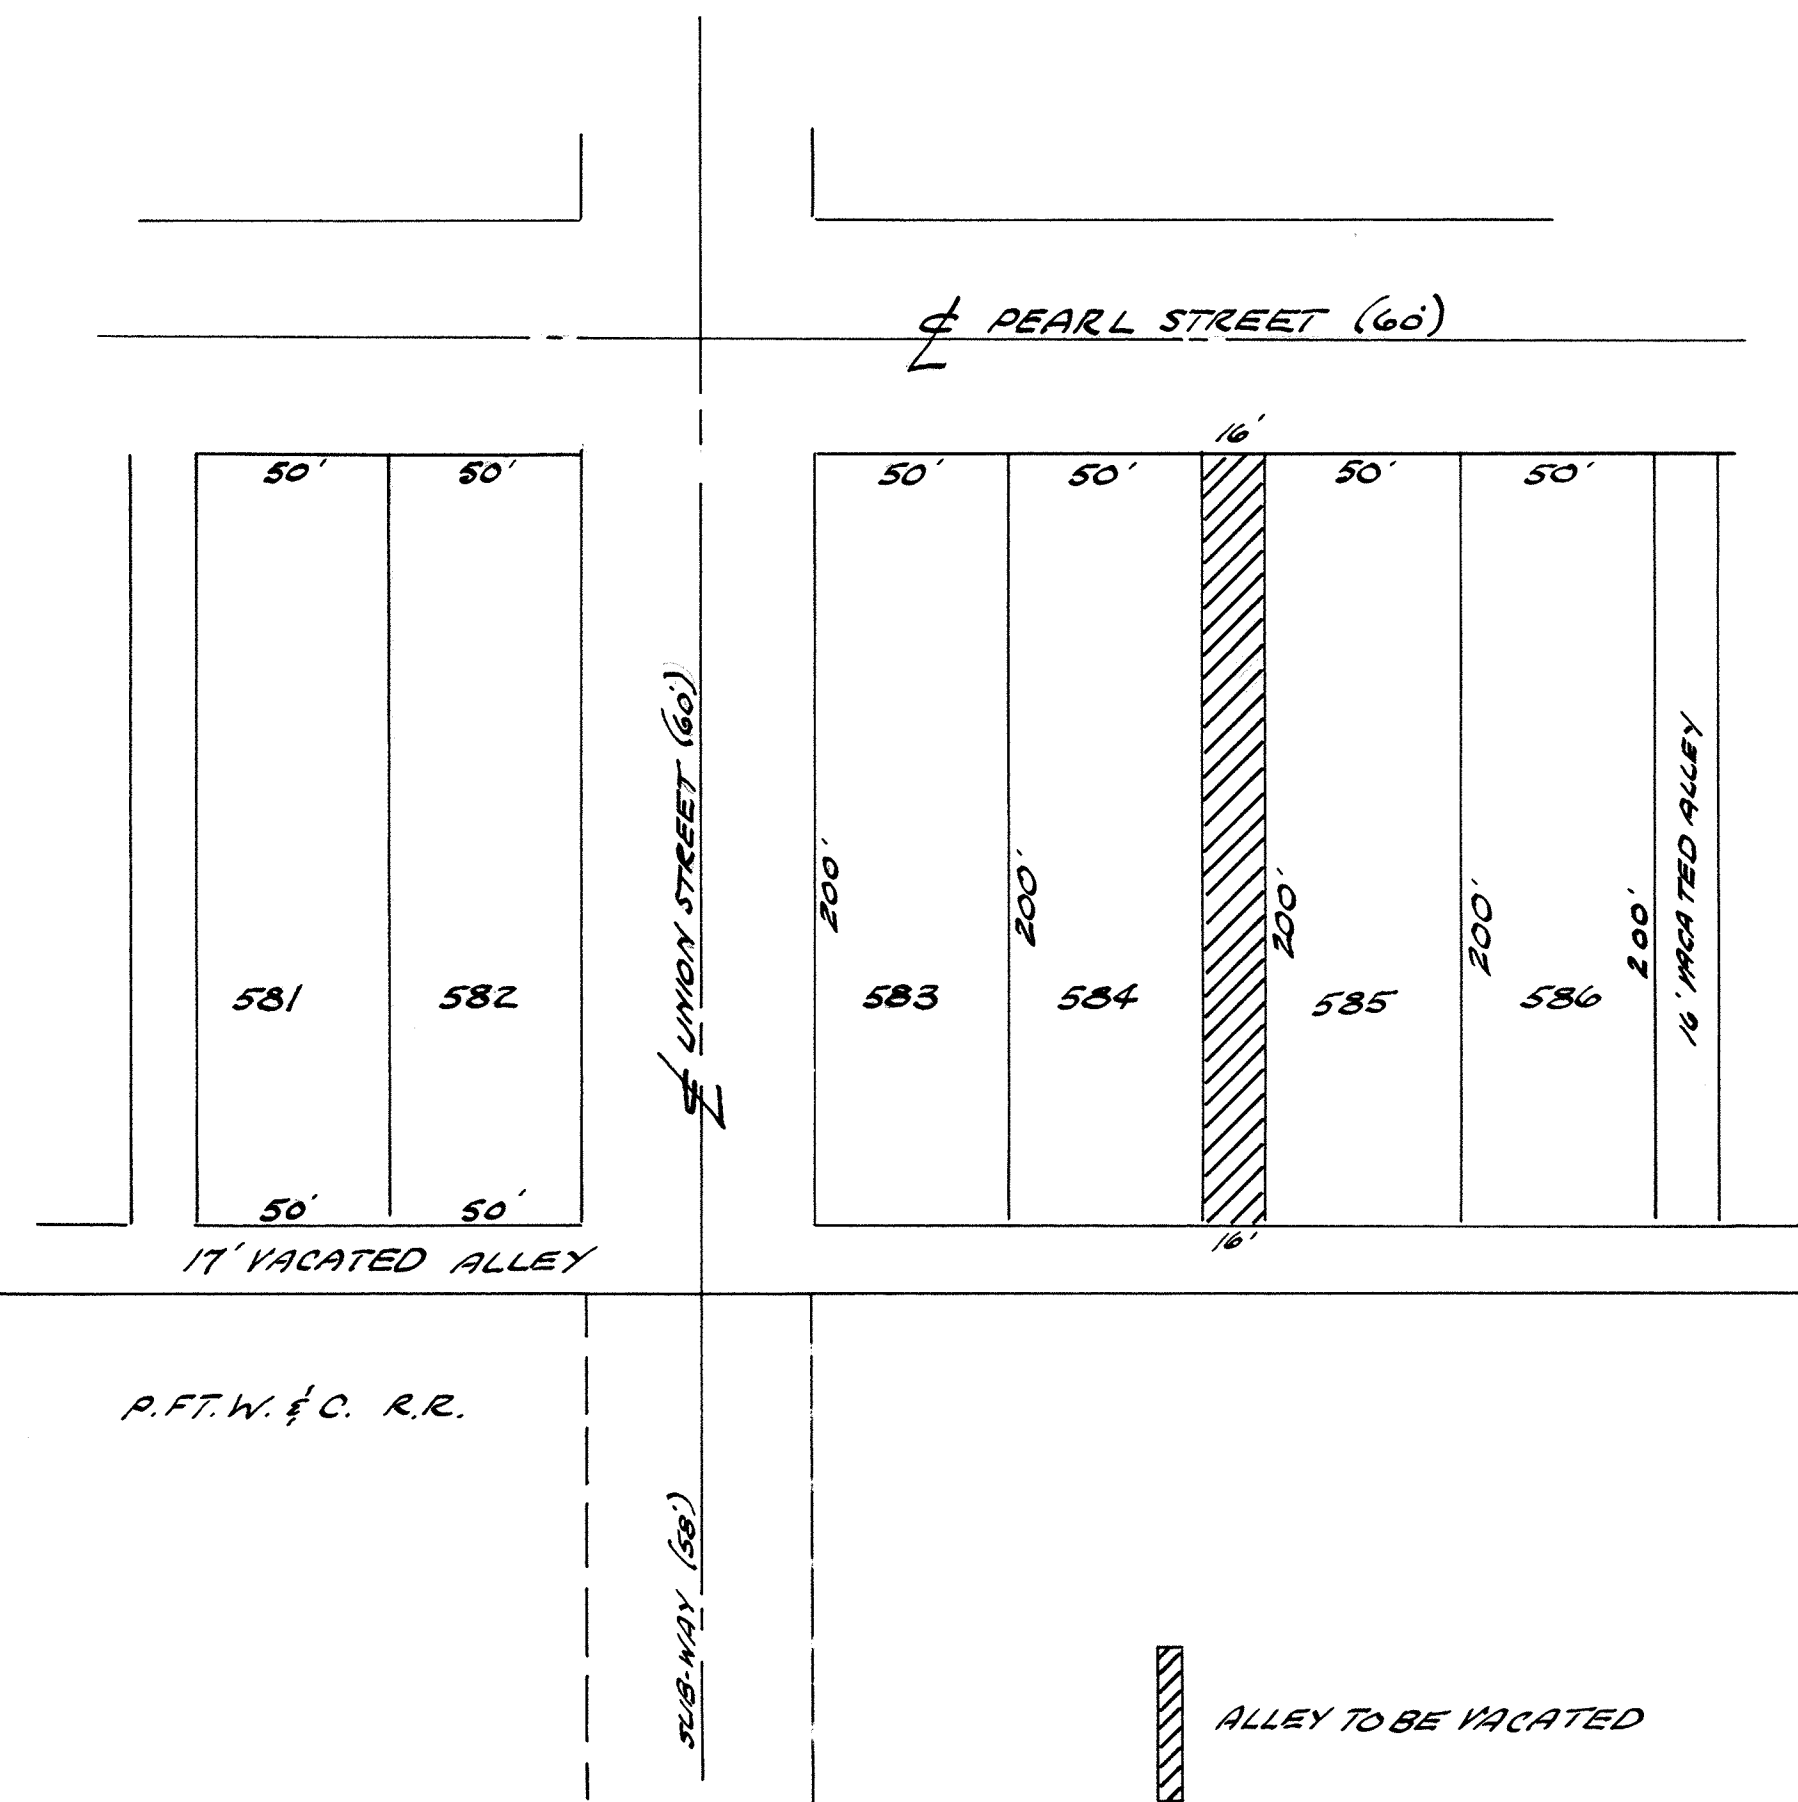 ℄ PEARL STREET (60')
16'
50' 50' 50' 50' 50' 50'
℄ UNION STREET (60')
200' 200' 200' 200' 200'
16' VACATED ALLEY
581 582 583 584 585 586
50' 50'
16'
17' VACATED ALLEY
P. FT. W. & C. R.R.
SUB-WAY (58')
ALLEY TO BE VACATED